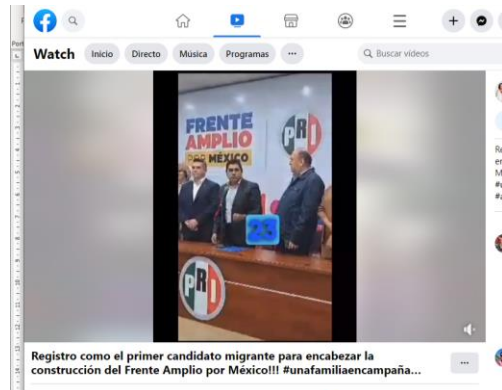 Watch
Inicio
Directo
Música
Programas
Buscar vídeos
FRENTE
AMPLIO
POR MÉXICO
PRI
23
PRI
Registro como el primer candidato migrante para encabezar la
construcción del Frente Amplio por México!!! #unafamiliaencampaña...